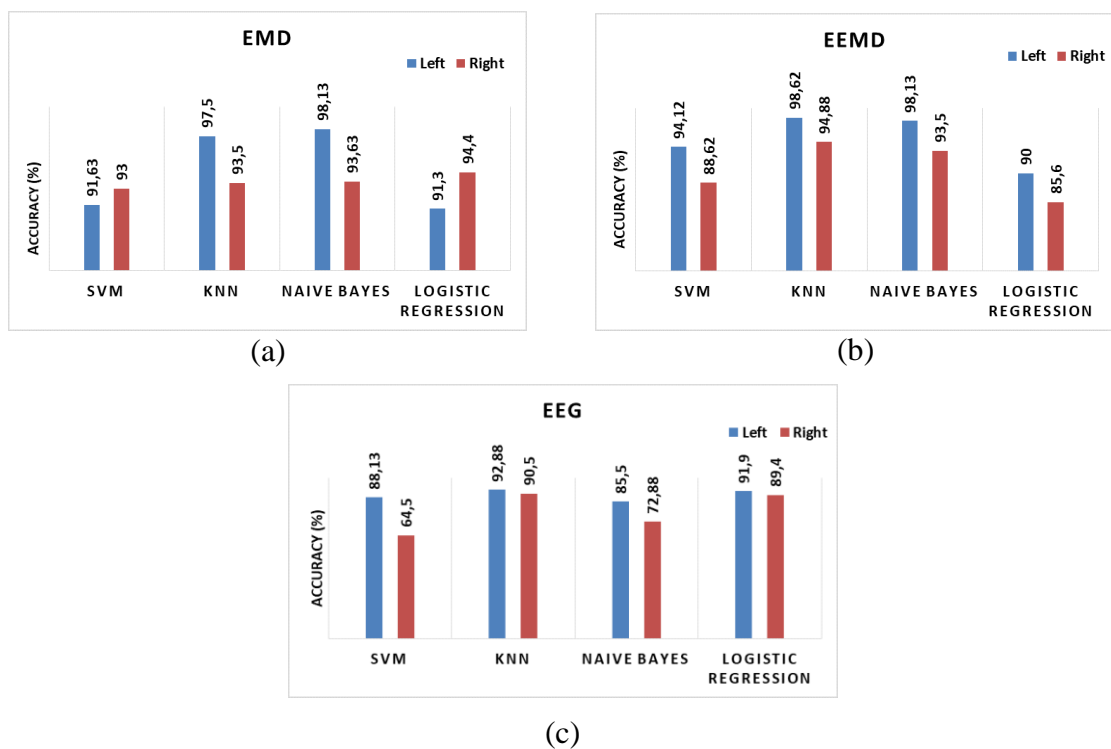 EMD
Left Right
ACCURACY (%)
91,63
93
97,5
93,5
98,13
93,63
91,3
94,4
SVM KNN NAIVE BAYES LOGISTIC
REGRESSION
(a)
EEMD
Left Right
ACCURACY (%)
94,12
88,62
98,62
94,88
98,13
93,5
90
85,6
SVM KNN NAIVE BAYES LOGISTIC
REGRESSION
(b)
EEG
Left Right
ACCURACY (%)
88,13
64,5
92,88
90,5
85,5
72,88
91,9
89,4
SVM KNN NAIVE BAYES LOGISTIC
REGRESSION
(c)